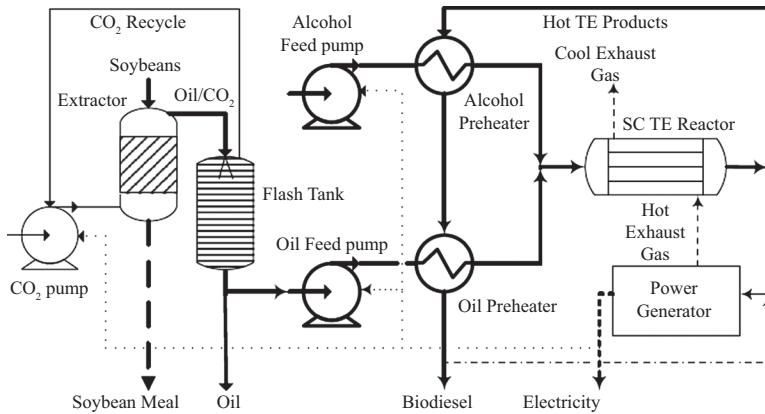 CO₂ Recycle
Alcohol
Feed pump
Hot TE Products
Soybeans
Cool Exhaust
Gas
Extractor
Oil/CO₂
Alcohol
Preheater
SC TE Reactor
Flash Tank
Hot
Exhaust
Gas
Oil Feed pump
CO₂ pump
Oil Preheater
Power
Generator
Soybean Meal
Oil
Biodiesel
Electricity